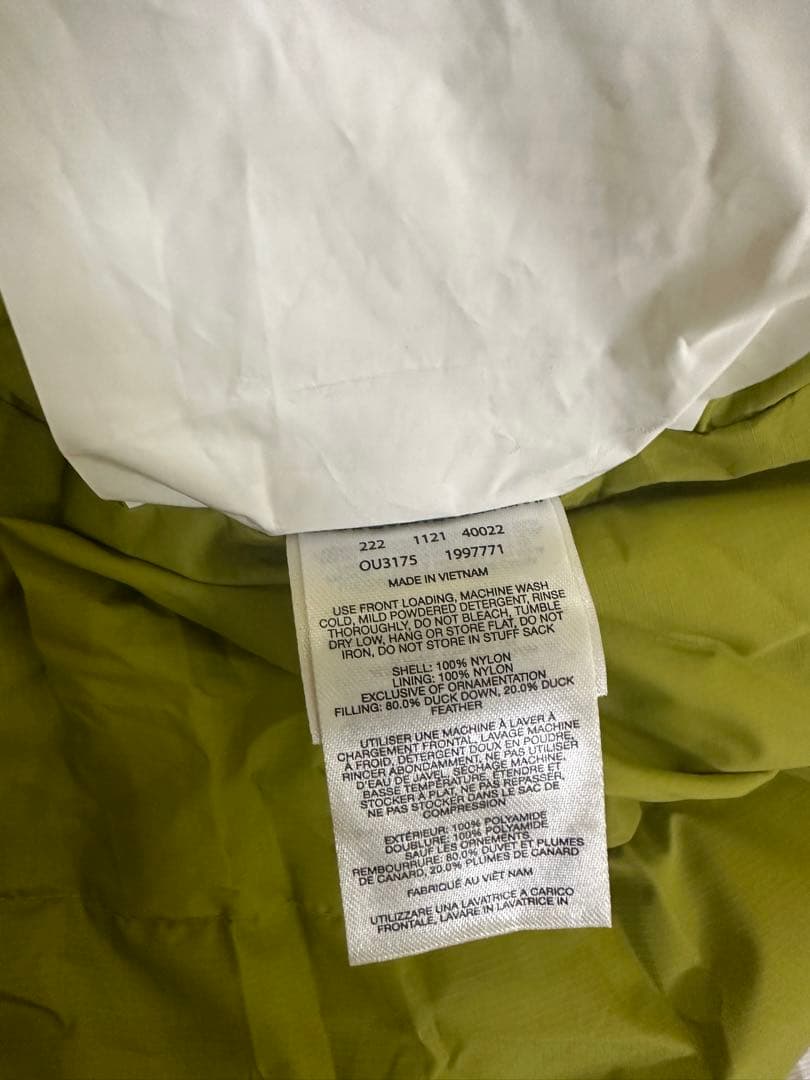 222 1121 40022
OU3175 1997771
MADE IN VIETNAM
USE FRONT LOADING, MACHINE WASH
COLD, MILD POWDERED DETERGENT, RINSE
THOROUGHLY, DO NOT BLEACH, TUMBLE
DRY LOW, HANG OR STORE FLAT, DO NOT
IRON, DO NOT STORE IN STUFF SACK
SHELL: 100% NYLON
LINING: 100% NYLON
EXCLUSIVE OF ORNAMENTATION
FILLING: 80.0% DUCK DOWN, 20.0% DUCK
FEATHER
UTILISER UNE MACHINE À LAVER À
CHARGEMENT FRONTAL, LAVAGE MACHINE
À FROID, DÉTERGENT DOUX EN POUDRE,
RINCER ABONDAMMENT, NE PAS UTILISER
D'EAU DE JAVEL, SÉCHAGE MACHINE,
BASSE TEMPÉRATURE, ÉTENDRE ET
STOCKER À PLAT, NE PAS REPASSER,
NE PAS STOCKER DANS LE SAC DE
COMPRESSION
EXTÉRIEUR: 100% POLYAMIDE
DOUBLURE: 100% POLYAMIDE
SAUF LES ORNEMENTS
REMBOURRURE: 80.0% DUVET ET PLUMES
DE CANARD, 20.0% PLUMES DE CANARD
FABRIQUÉ AU VIÊT NAM
UTILIZZARE UNA LAVATRICE A CARICO
FRONTALE, LAVARE IN LAVATRICE IN